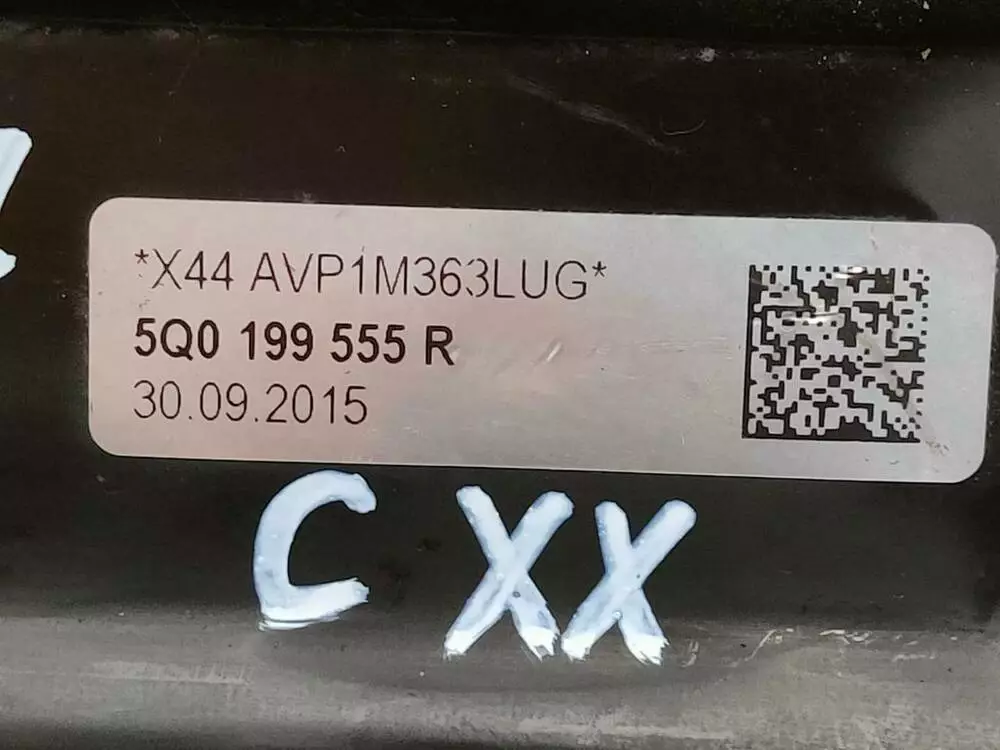 *X44 AVP1M363LUG*
5Q0 199 555 R
30.09.2015
C XX